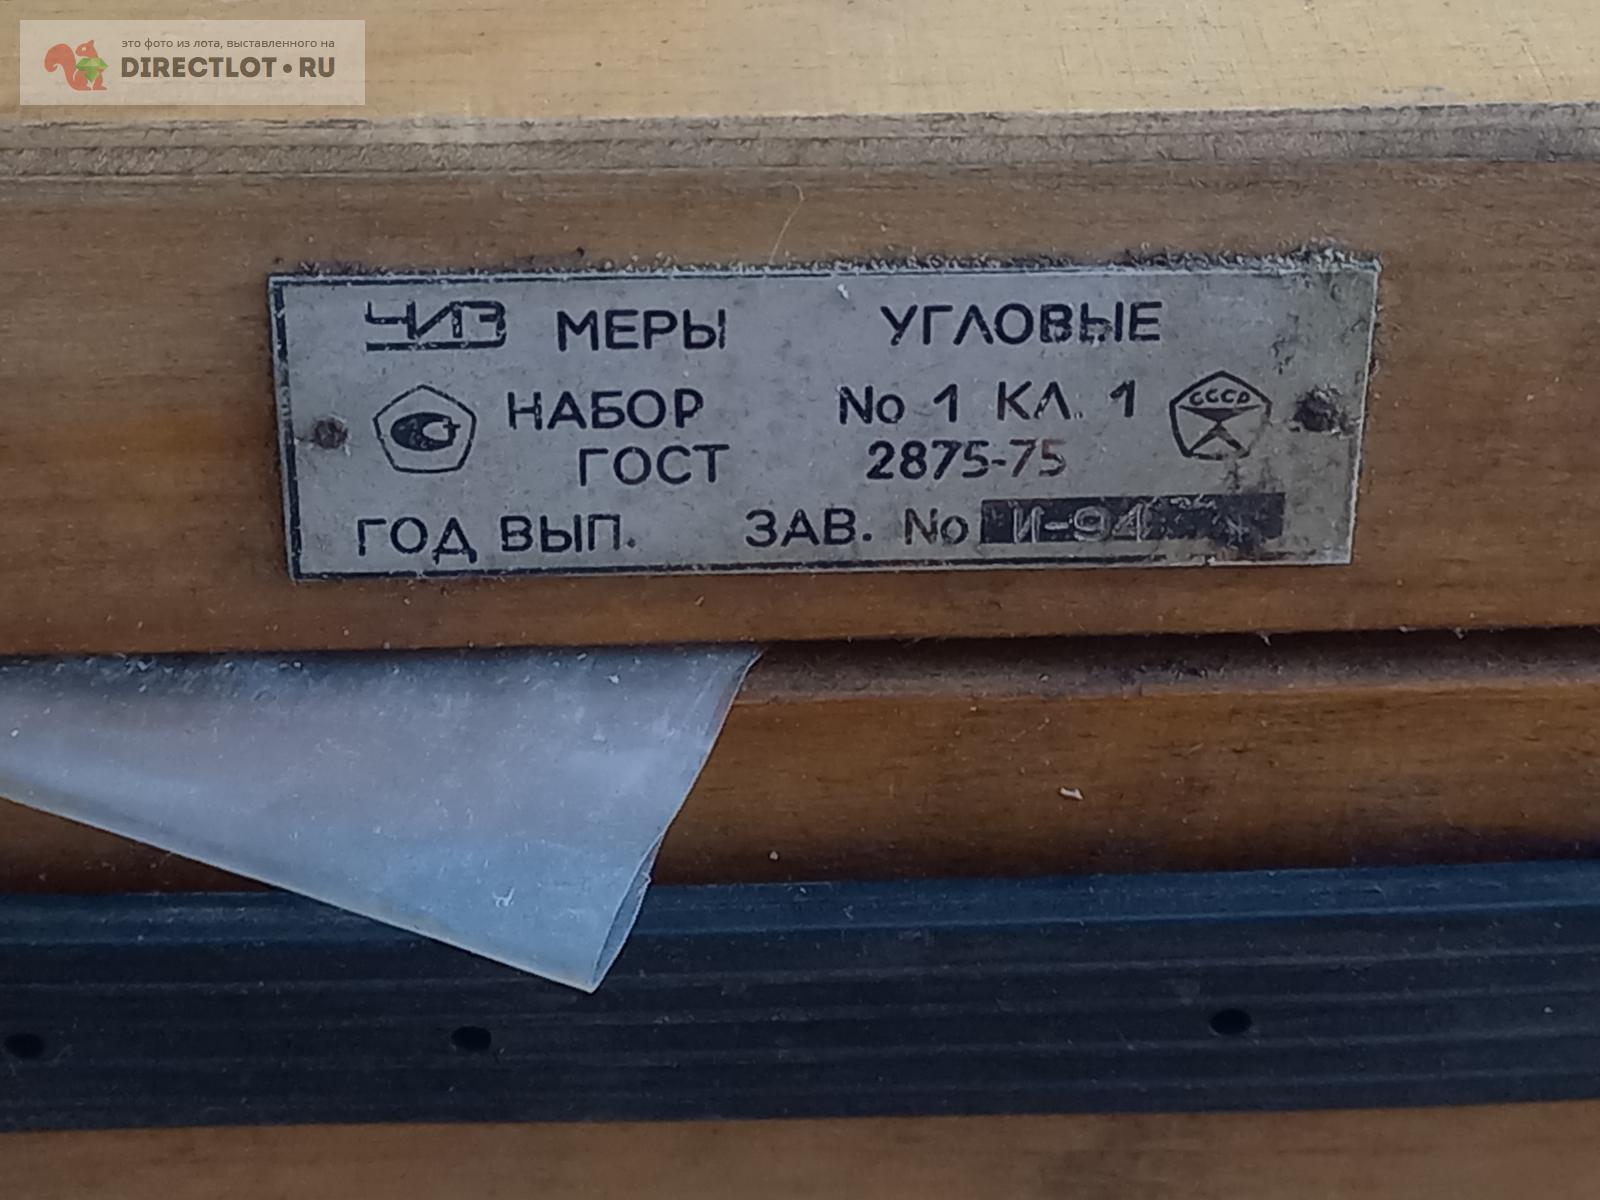 это фото из лота, выставленного на
DIRECTLOT.RU
ЧИЗ МЕРЫ УГЛОВЫЕ
НАБОР No 1 КЛ. 1 СССР
ГОСТ 2875-75
ГОД ВЫП. ЗАВ. No И-94